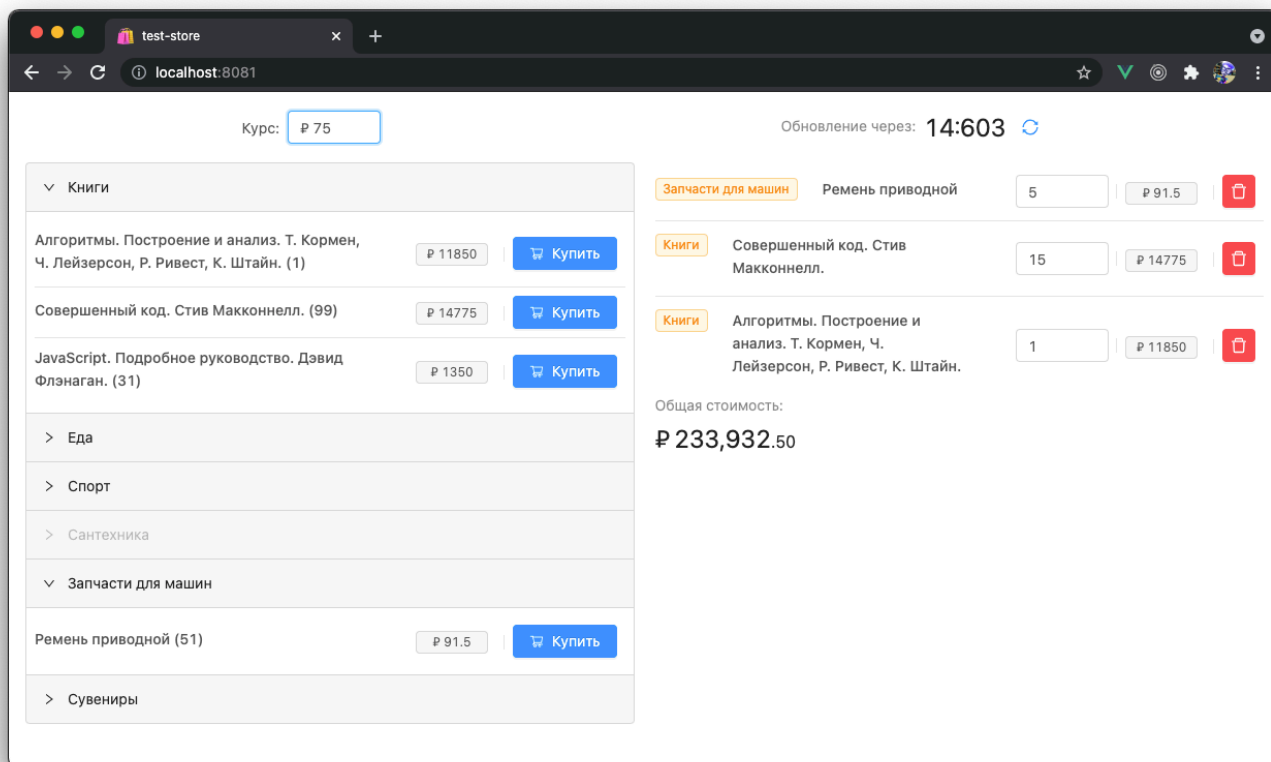 test-store
localhost:8081
Курс: ₽ 75
Обновление через: 14:603
Книги
Алгоритмы. Построение и анализ. Т. Кормен,
Ч. Лейзерсон, Р. Ривест, К. Штайн. (1)
₽ 11850
Купить
Совершенный код. Стив Макконнелл. (99)
₽ 14775
Купить
JavaScript. Подробное руководство. Дэвид
Флэнаган. (31)
₽ 1350
Купить
Еда
Спорт
Сантехника
Запчасти для машин
Ремень приводной (51)
₽ 91.5
Купить
Сувениры
Запчасти для машин
Ремень приводной
5
₽ 91.5
Книги
Совершенный код. Стив
Макконнелл.
15
₽ 14775
Книги
Алгоритмы. Построение и
анализ. Т. Кормен, Ч.
Лейзерсон, Р. Ривест, К. Штайн.
1
₽ 11850
Общая стоимость:
₽ 233,932.50